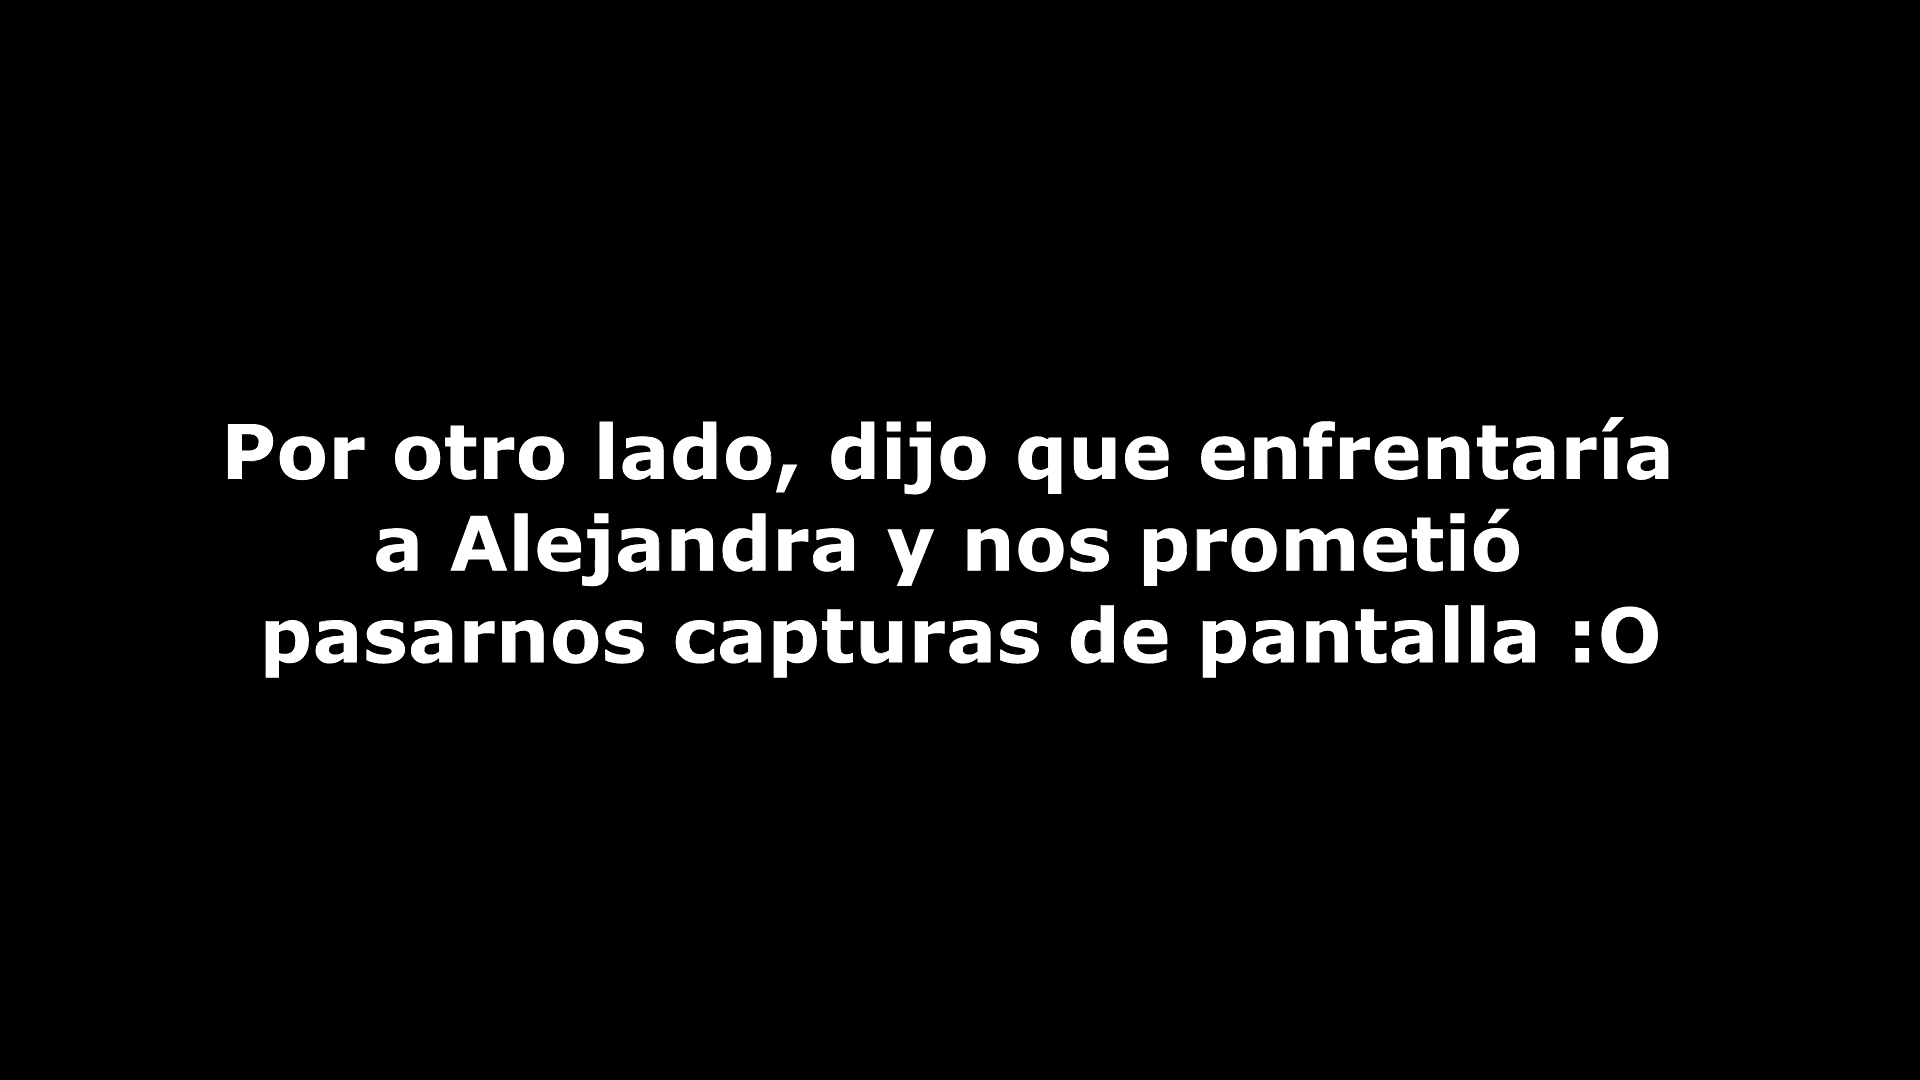 Por otro lado, dijo que enfrentaría
a Alejandra y nos prometió
pasarnos capturas de pantalla :O